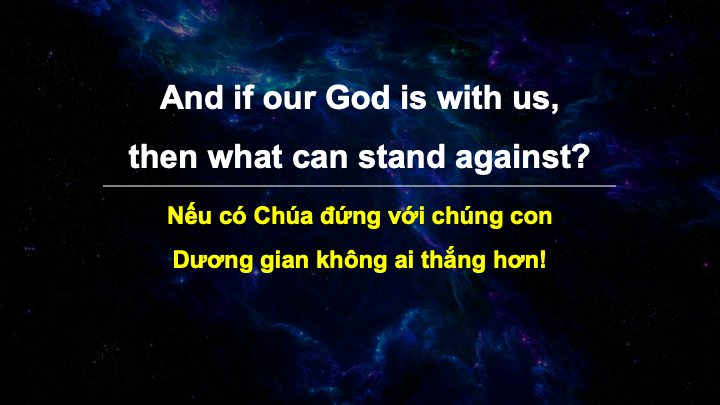 And if our God is with us,
then what can stand against?
Nếu có Chúa đứng với chúng con
Dương gian không ai thắng hơn!